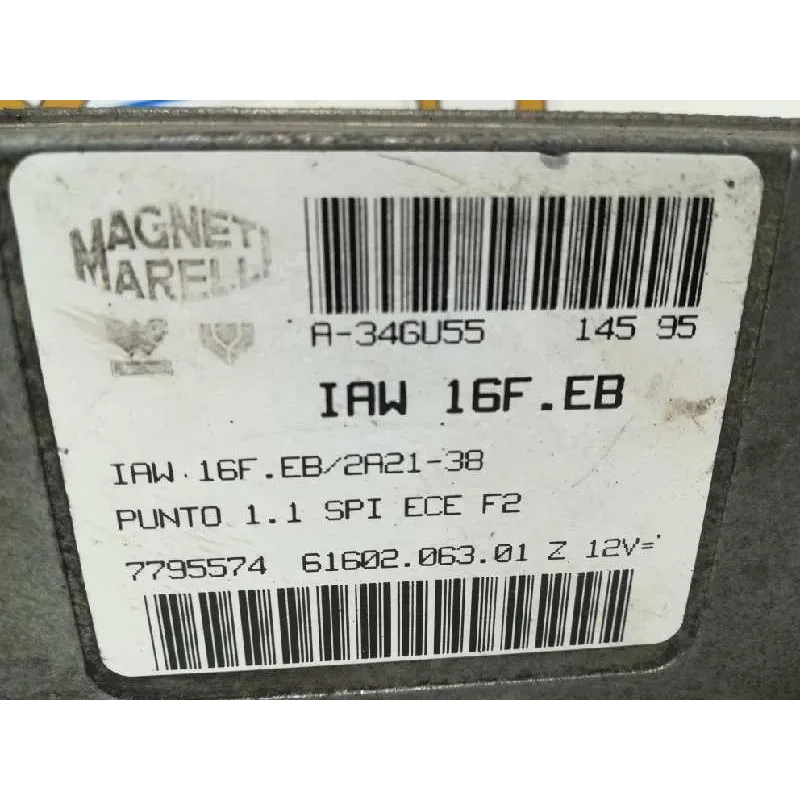 MAGNETI
MARELLI
A-34GU55 145 95
IAW 16F.EB
IAW 16F.EB/2A21-38
PUNTO 1.1 SPI ECE F2
7795574 61602.063.01 Z 12V=